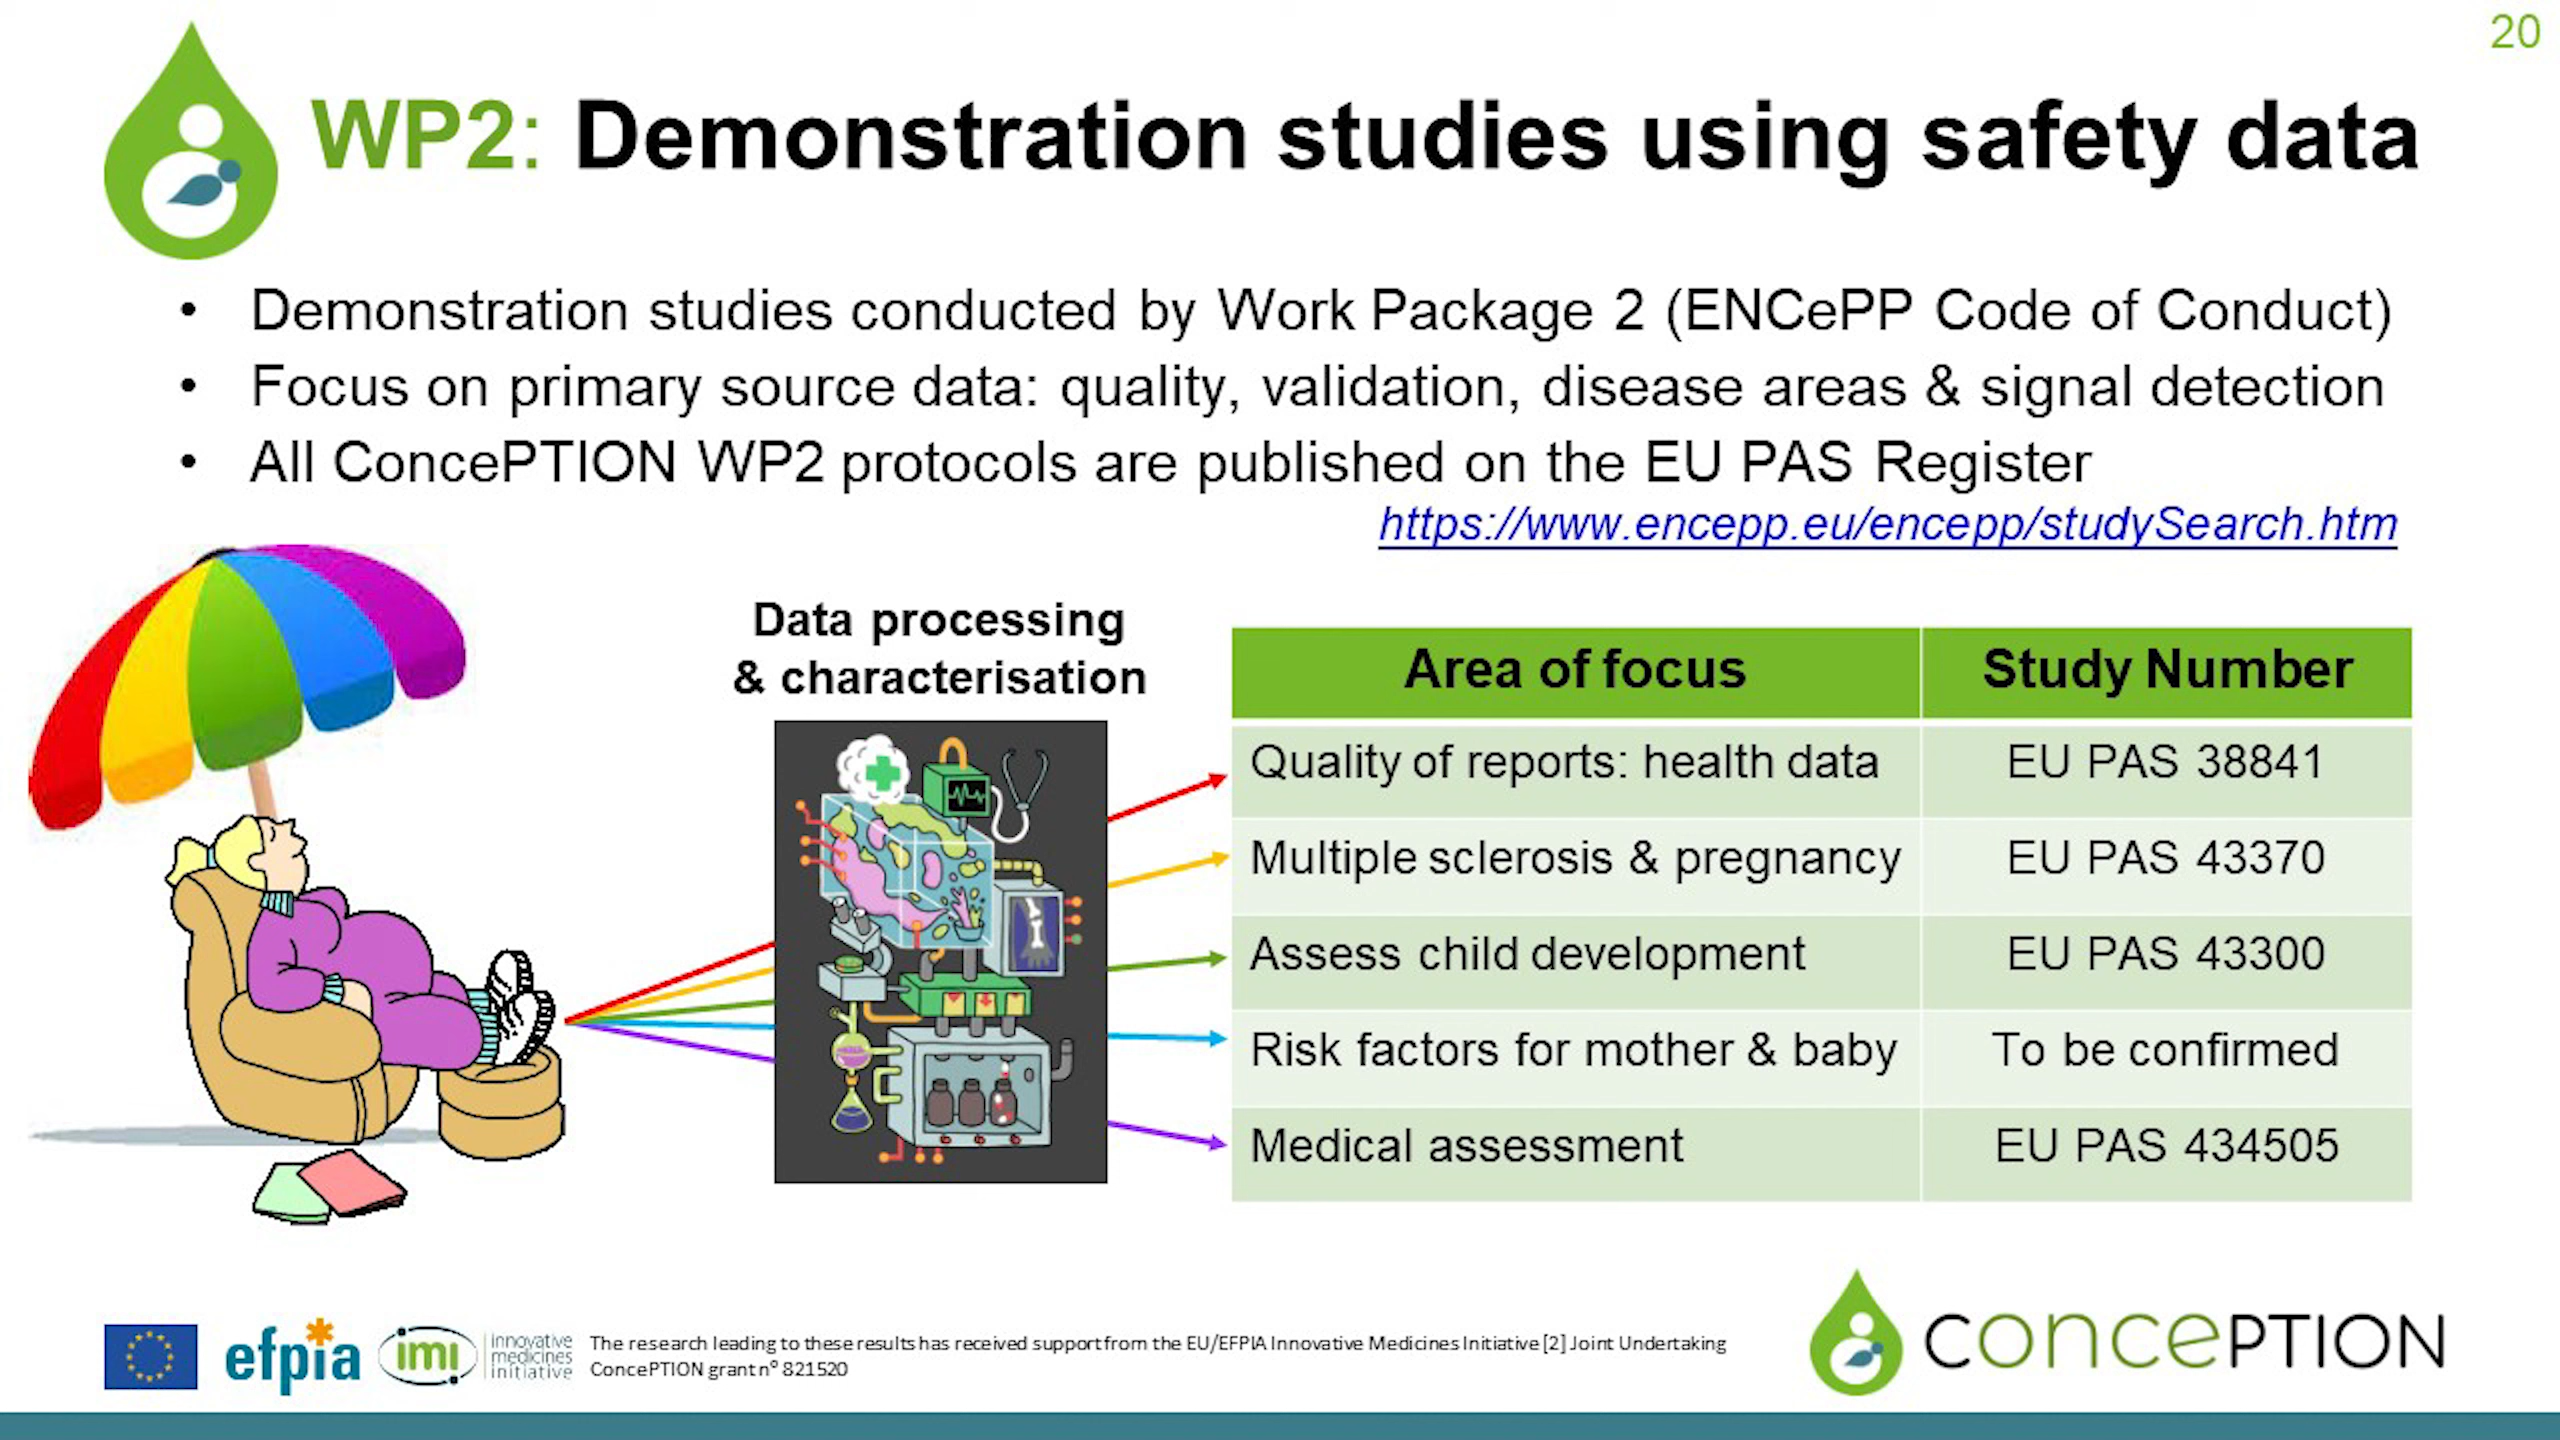 20
WP2: Demonstration studies using safety data
• Demonstration studies conducted by Work Package 2 (ENCePP Code of Conduct)
• Focus on primary source data: quality, validation, disease areas & signal detection
• All ConcePTION WP2 protocols are published on the EU PAS Register
https://www.encepp.eu/encepp/studySearch.htm
Data processing
& characterisation
Area of focus Study Number
Quality of reports: health data EU PAS 38841
Multiple sclerosis & pregnancy EU PAS 43370
Assess child development EU PAS 43300
Risk factors for mother & baby To be confirmed
Medical assessment EU PAS 434505
efpia
imi
innovative
medicines
initiative
The research leading to these results has received support from the EU/EFPIA Innovative Medicines Initiative [2] Joint Undertaking
ConcePTION grant nº 821520
concePTION